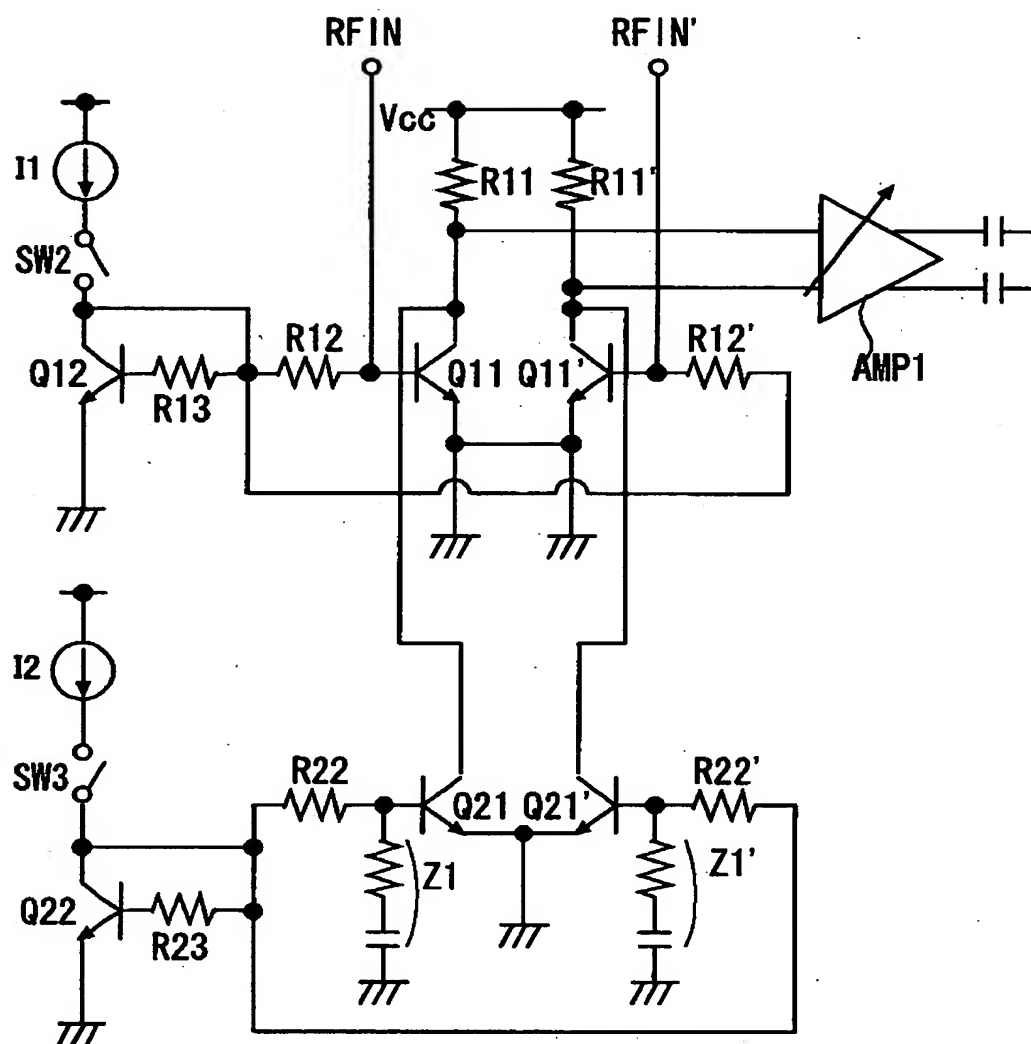 RFIN RFIN'
Vcc
I1 R11 R11'
SW2
R12 R12'
Q12 Q11 Q11' AMP1
R13
I2
SW3 R22 R22'
Q21 Q21'
Z1 Z1'
Q22
R23